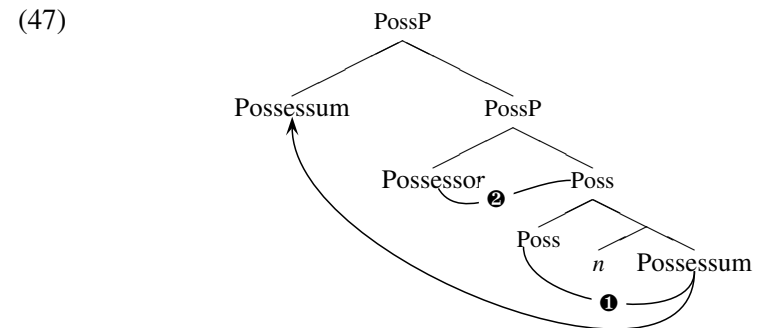 (47)
PossP
Possessum PossP
Possessor ❷ Poss
Poss
n Possessum
❶